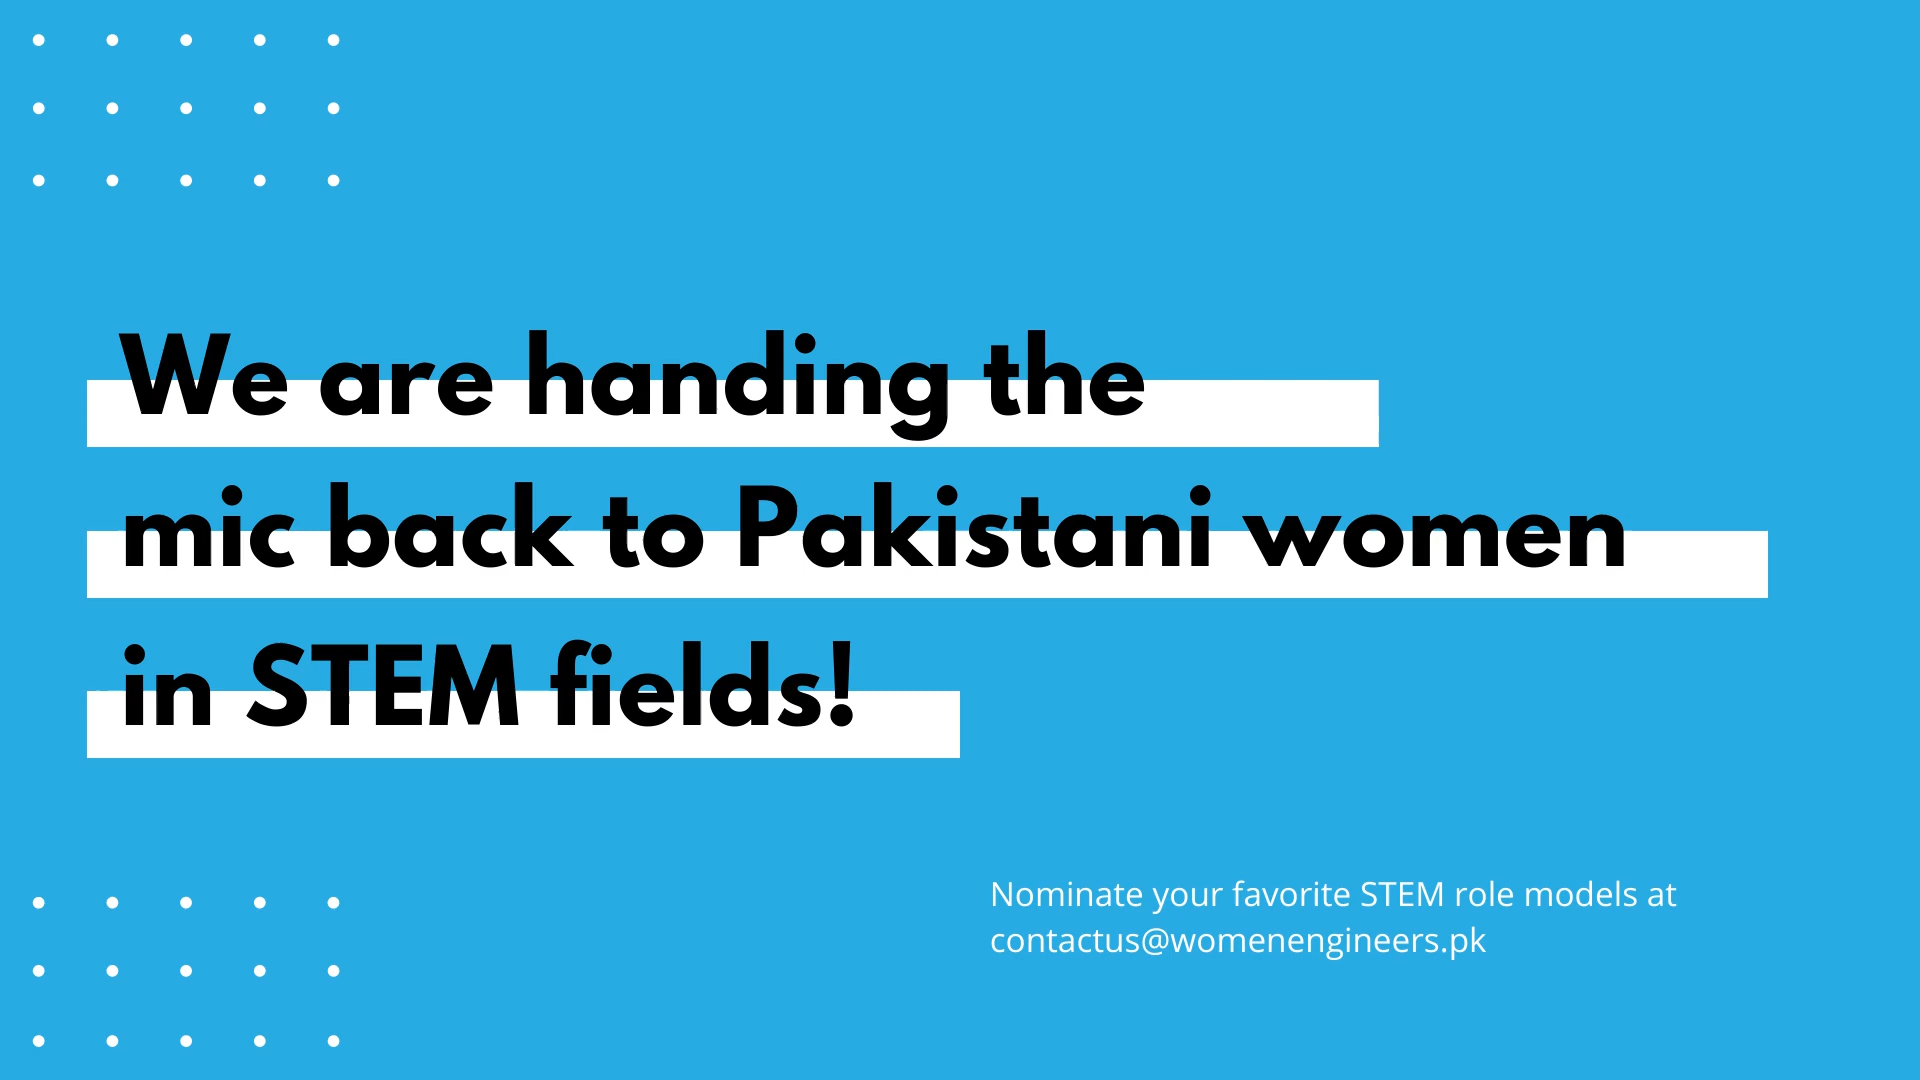 We are handing the
mic back to Pakistani women
in STEM fields!
Nominate your favorite STEM role models at
contactus@womenengineers.pk